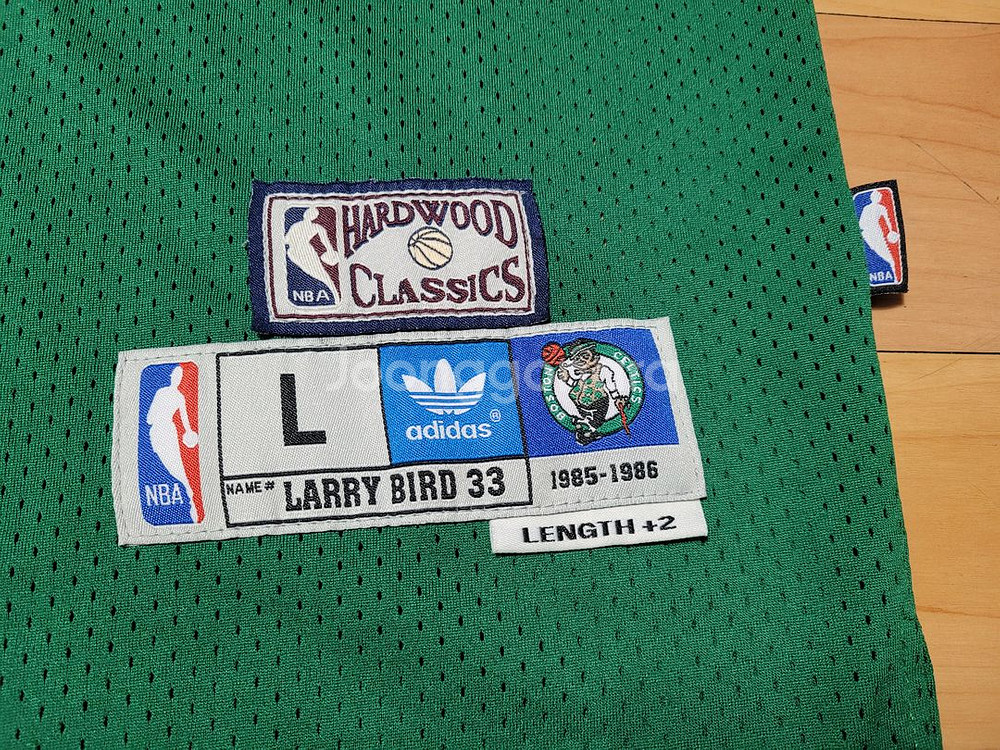 HARDWOOD
CLASSICS
NBA
NBA
L
adidas®
BOSTON CELTICS
NAME# LARRY BIRD 33
1985-1986
NBA
LENGTH +2